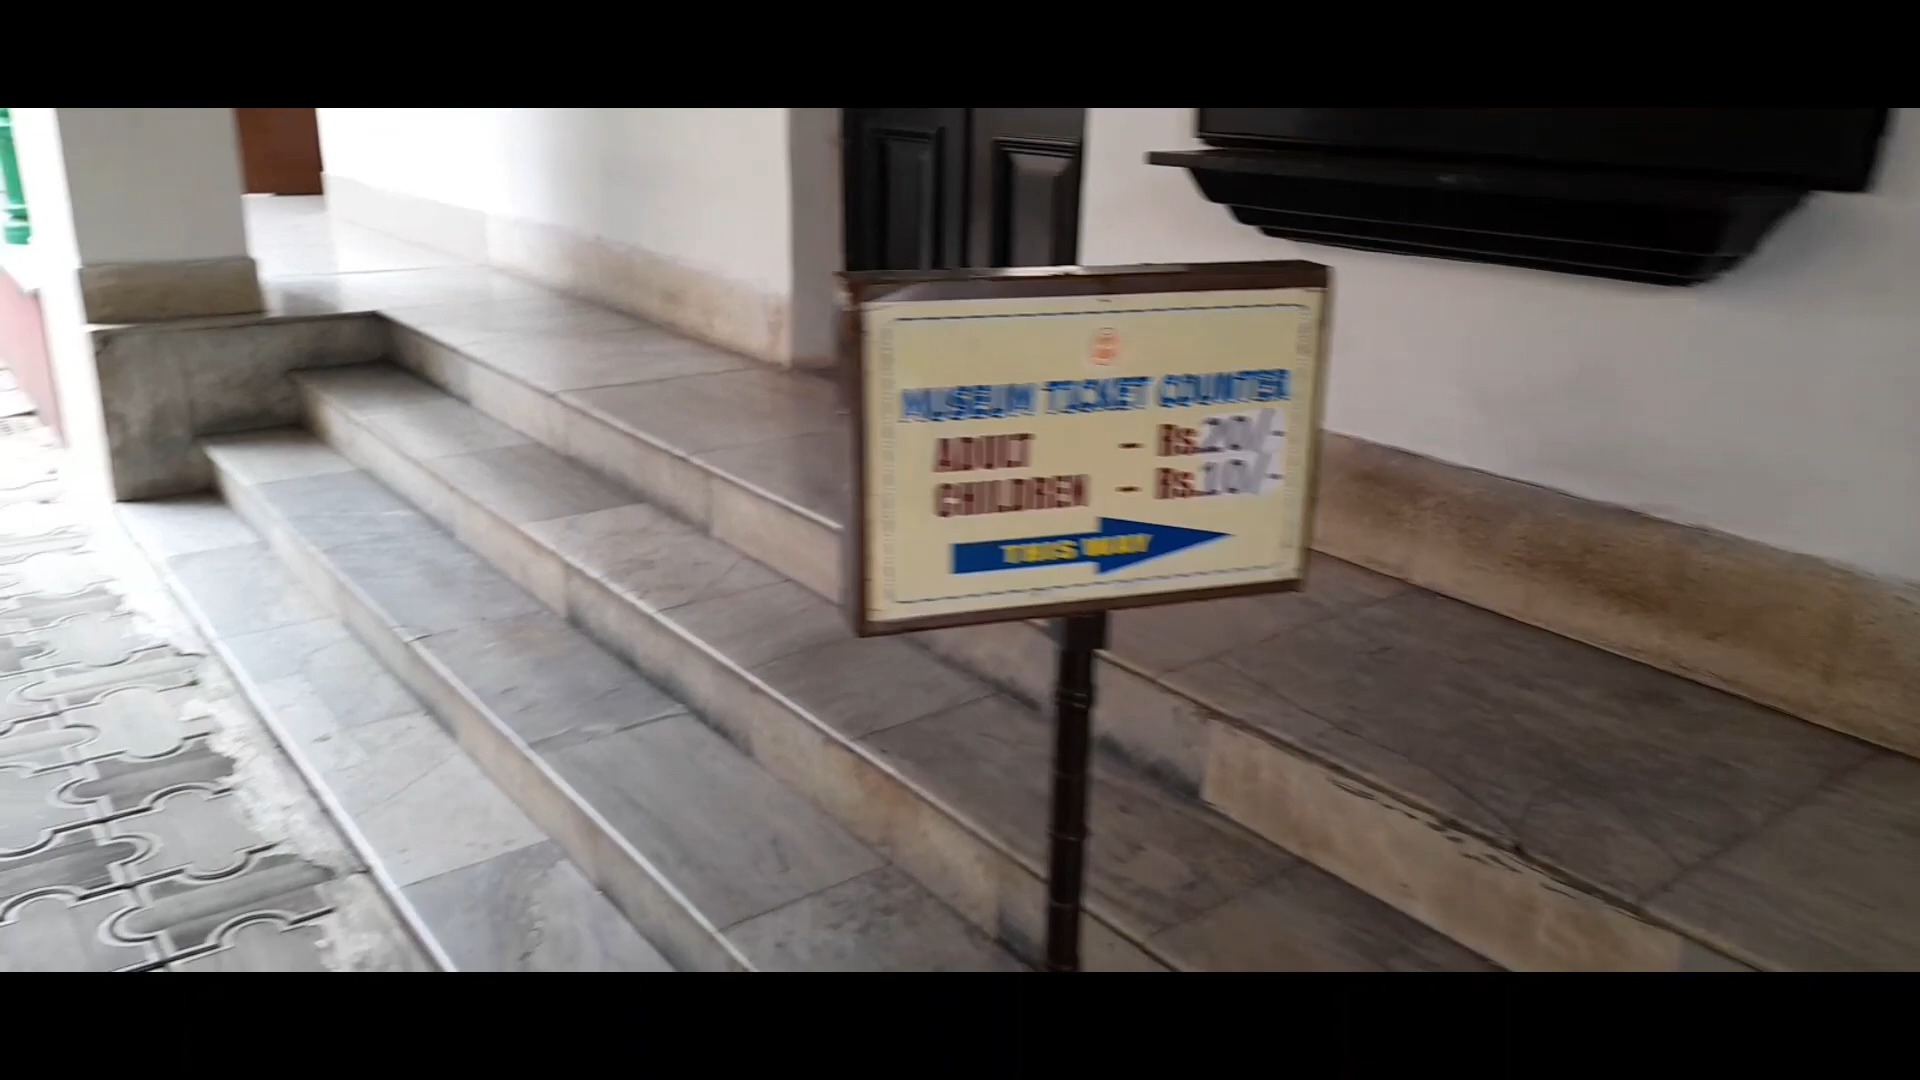 MUSEUM TICKET COUNTER
ADULT - Rs.20/-
CHILDREN - Rs.10/-
THIS WAY